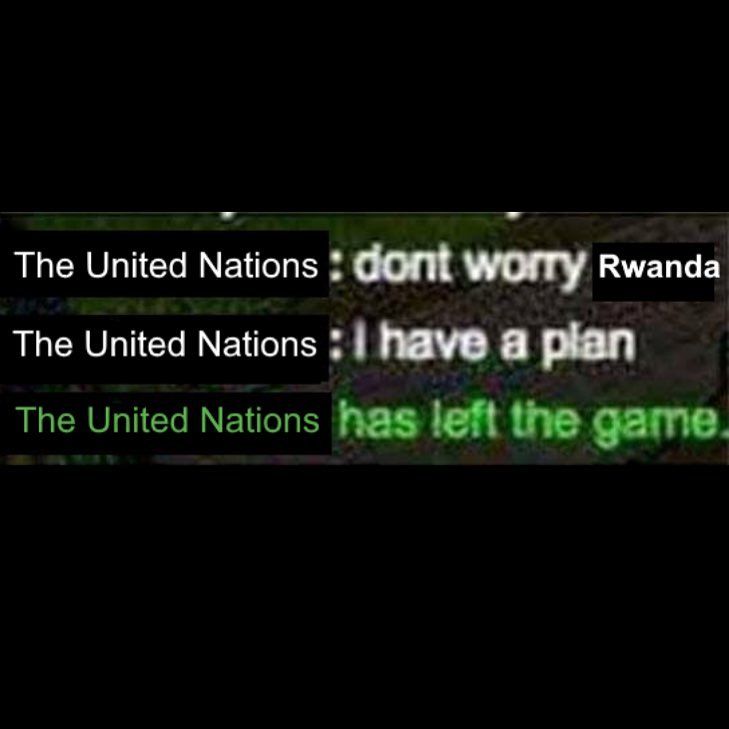 The United Nations : dont worry Rwanda
The United Nations : I have a plan
The United Nations has left the game.